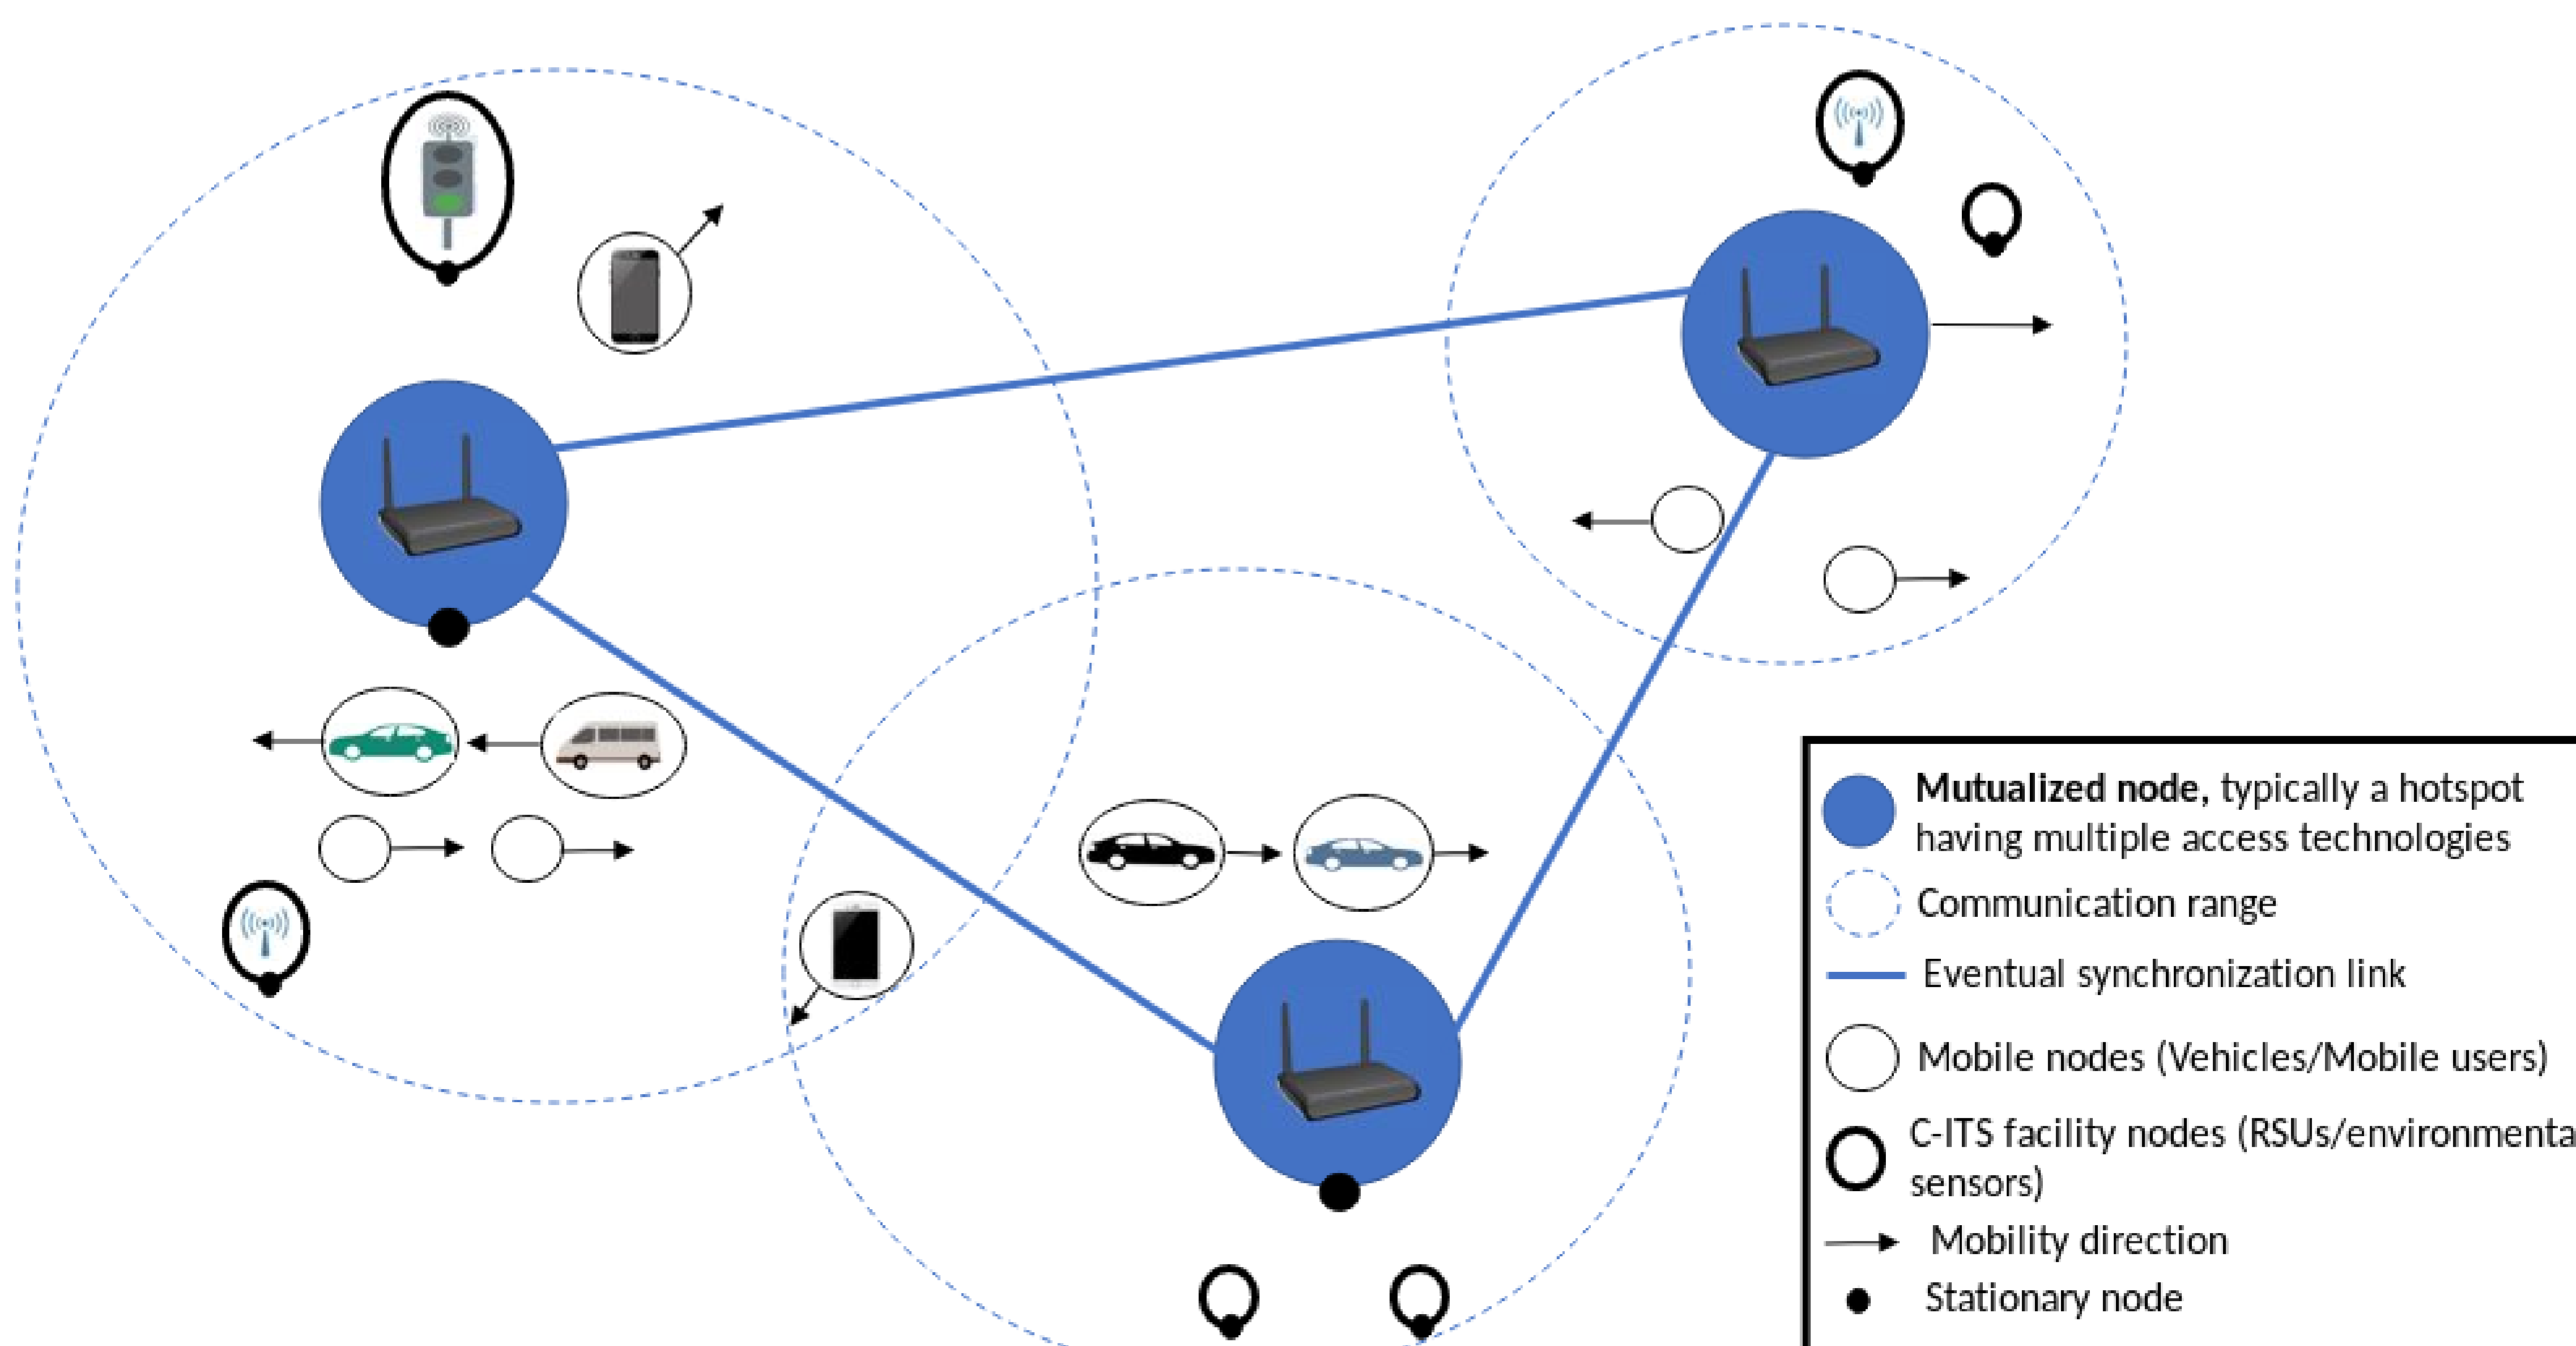 Mutualized node, typically a hotspot
having multiple access technologies
Communication range
Eventual synchronization link
Mobile nodes (Vehicles/Mobile users)
C-ITS facility nodes (RSUs/environmenta
sensors)
Mobility direction
Stationary node